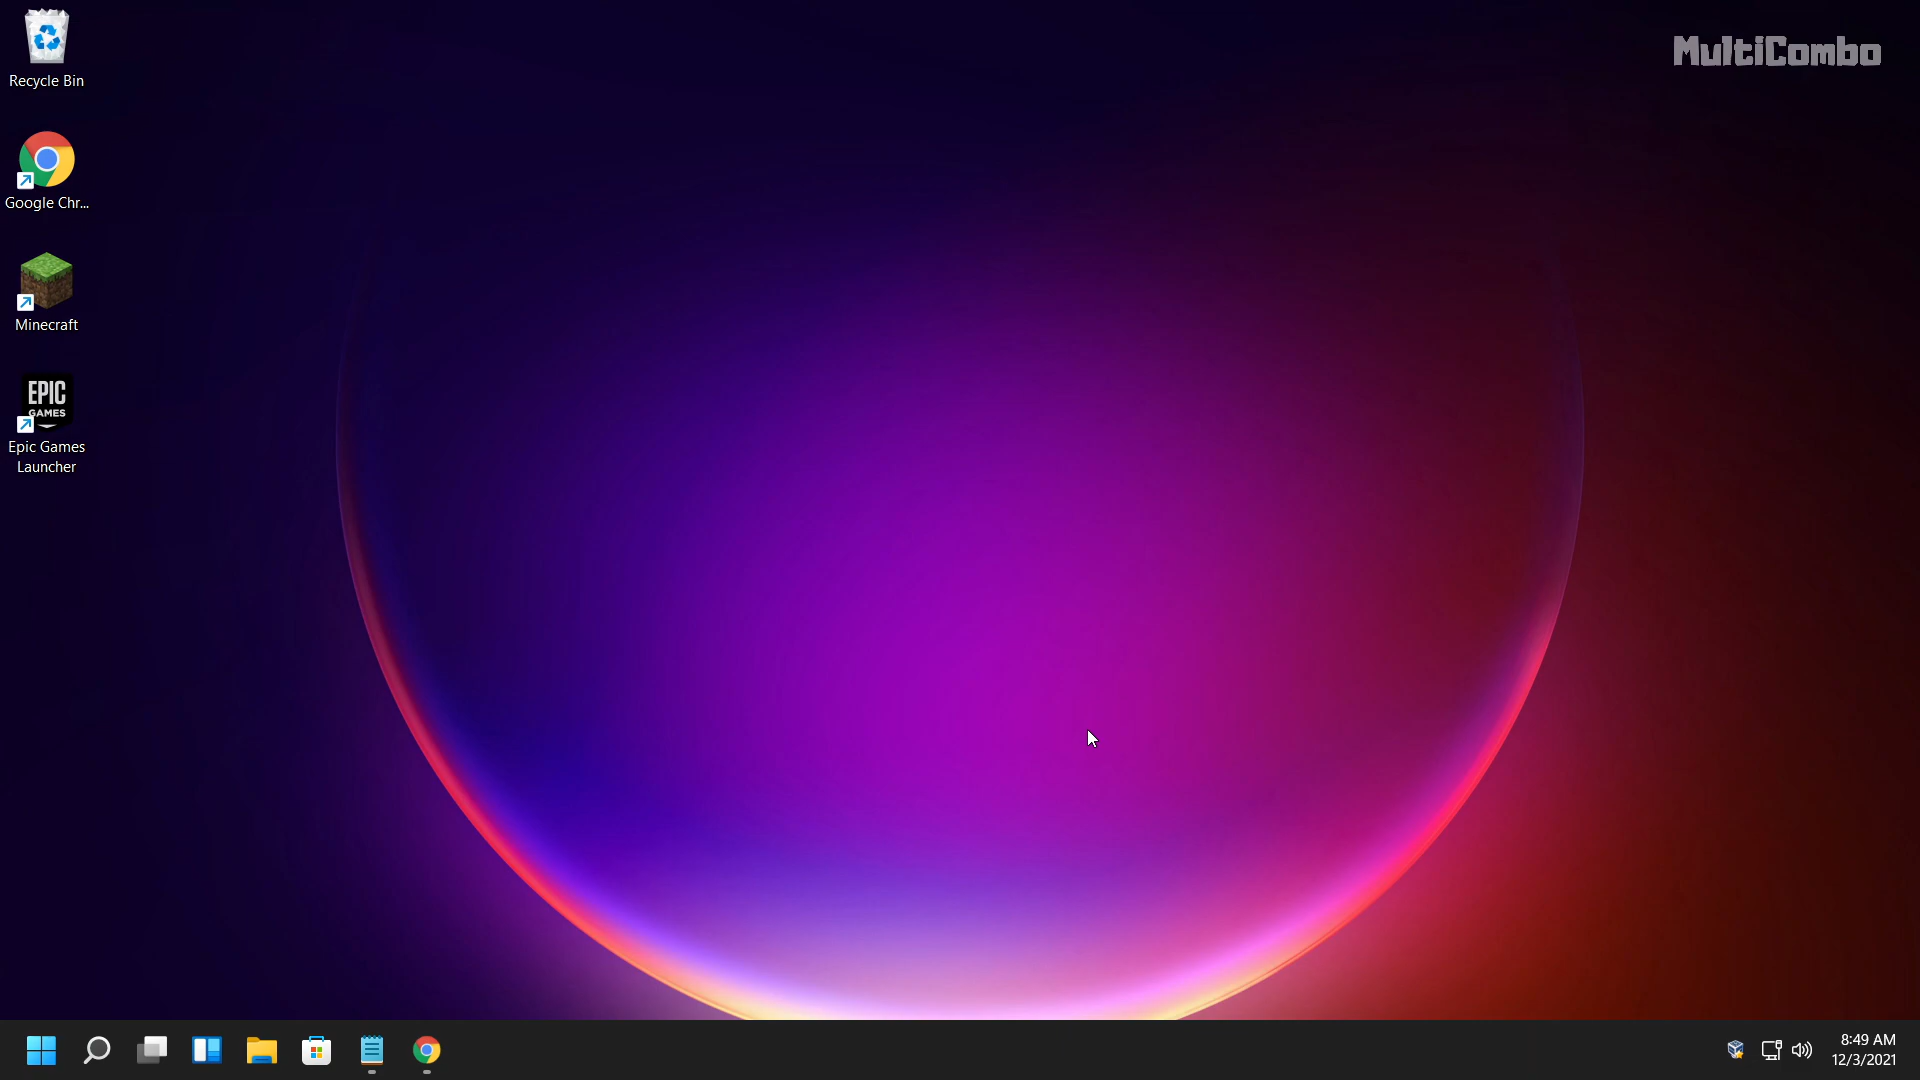 MultiCombo
Recycle Bin
Google Chr...
Minecraft
EPIC
GAMES
Epic Games
Launcher
8:49 AM
12/3/2021